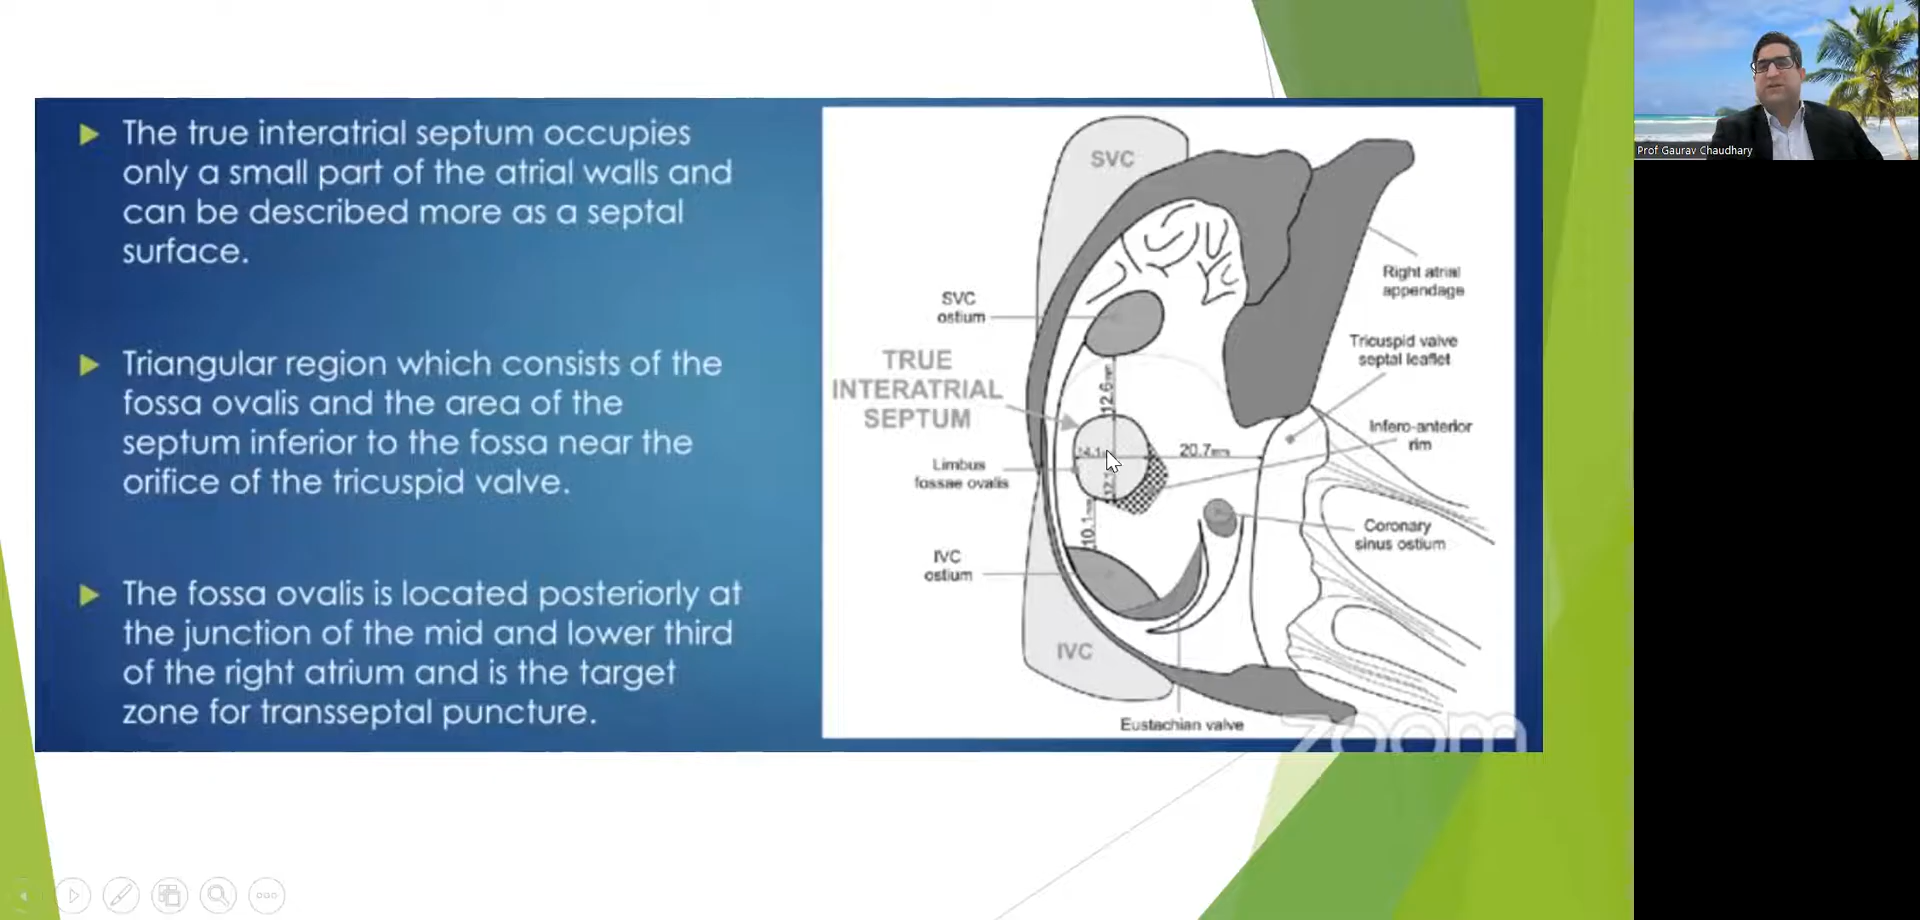 The true interatrial septum occupies
only a small part of the atrial walls and
can be described more as a septal
surface.
Triangular region which consists of the
fossa ovalis and the area of the
septum inferior to the fossa near the
orifice of the tricuspid valve.
The fossa ovalis is located posteriorly at
the junction of the mid and lower third
of the right atrium and is the target
zone for transseptal puncture.
SVC
Right atrial
appendage
SVC
ostium
Tricuspid valve
septal leaflet
TRUE
INTERATRIAL
SEPTUM
12.6mm
Infero-anterior
rim
20.7mm
Limbus
fossae ovalis
10.1mm
Coronary
sinus ostium
IVC
ostium
IVC
Eustachian valve
zoom
Prof Gaurav Chaudhary